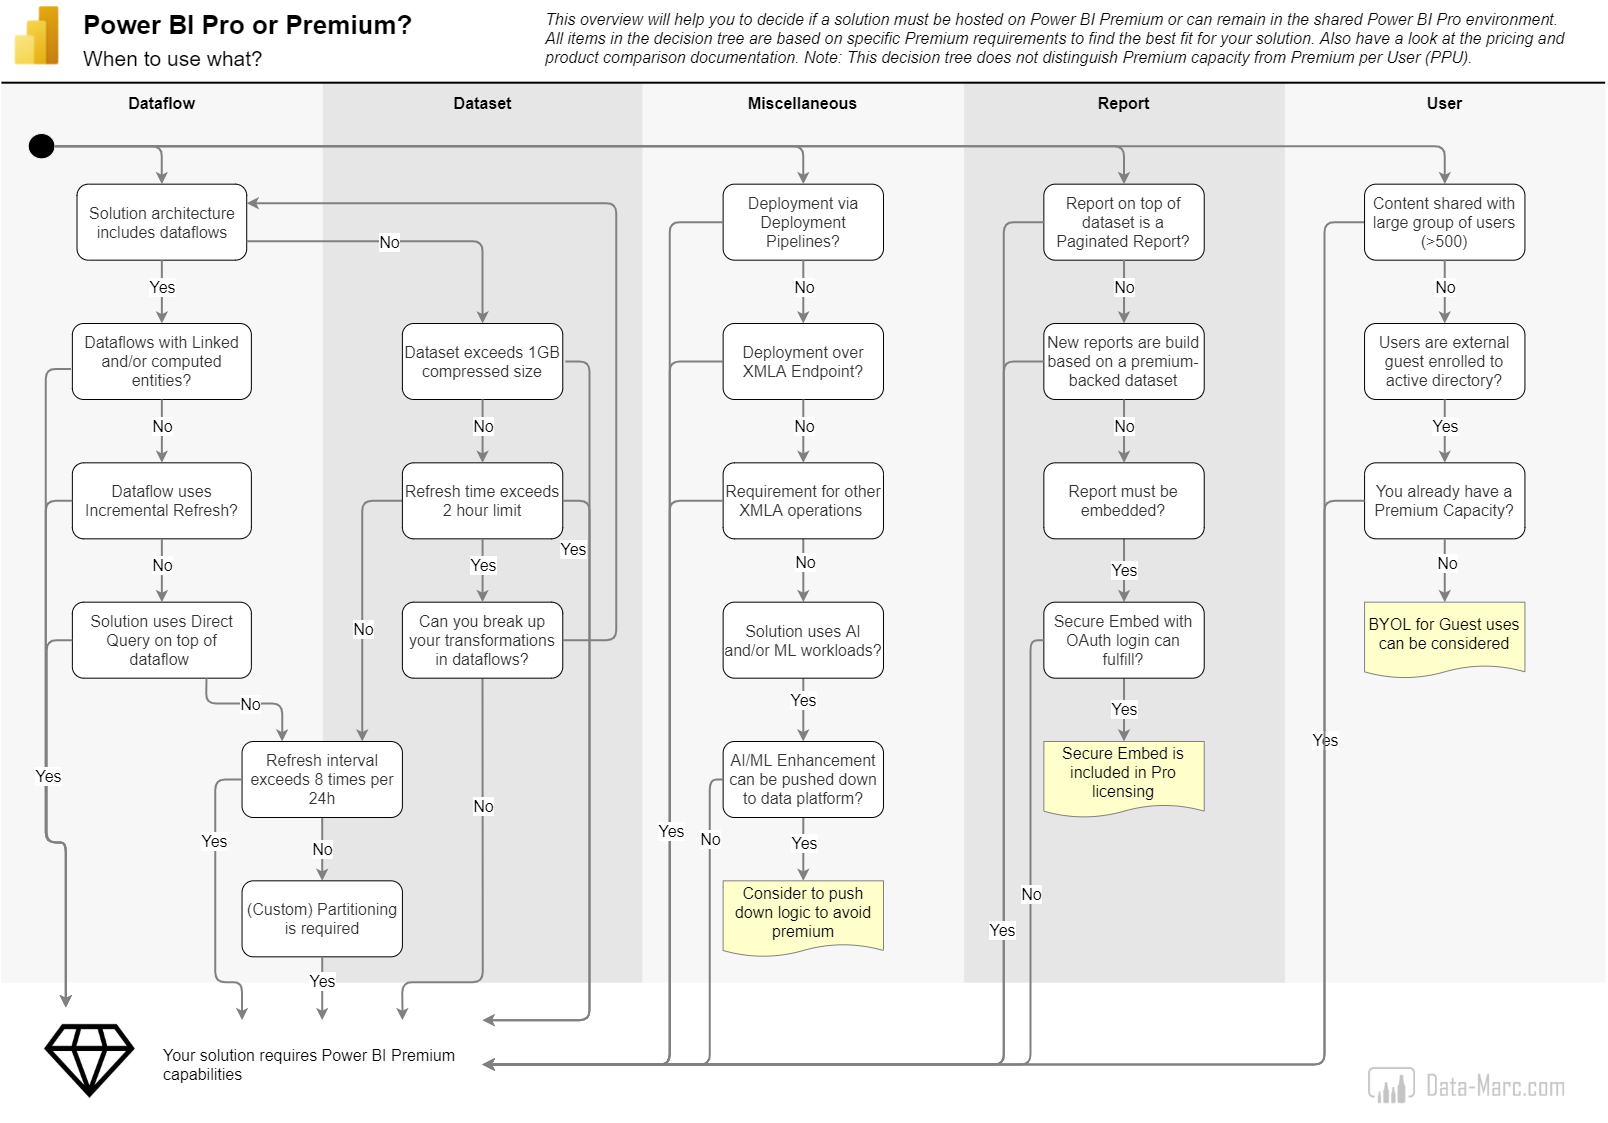 Power BI Pro or Premium?
When to use what?
This overview will help you to decide if a solution must be hosted on Power BI Premium or can remain in the shared Power BI Pro environment.
All items in the decision tree are based on specific Premium requirements to find the best fit for your solution. Also have a look at the pricing and
product comparison documentation. Note: This decision tree does not distinguish Premium capacity from Premium per User (PPU).
Dataflow
Solution architecture
includes dataflows
No
Yes
Dataflows with Linked
and/or computed
entities?
No
Dataflow uses
Incremental Refresh?
No
Solution uses Direct
Query on top of
dataflow
No
Yes
Refresh interval
exceeds 8 times per
24h
Yes
No
(Custom) Partitioning
is required
Yes
Dataset
Dataset exceeds 1GB
compressed size
No
Refresh time exceeds
2 hour limit
Yes
Yes
No
Can you break up
your transformations
in dataflows?
No
Miscellaneous
Deployment via
Deployment
Pipelines?
No
Deployment over
XMLA Endpoint?
No
Requirement for other
XMLA operations
No
Solution uses AI
and/or ML workloads?
Yes
AI/ML Enhancement
can be pushed down
to data platform?
Yes
No
Yes
Consider to push
down logic to avoid
premium
Report
Report on top of
dataset is a
Paginated Report?
No
New reports are build
based on a premium-
backed dataset
No
Report must be
embedded?
Yes
Secure Embed with
OAuth login can
fulfill?
Yes
Secure Embed is
included in Pro
licensing
No
Yes
User
Content shared with
large group of users
(>500)
No
Users are external
guest enrolled to
active directory?
Yes
You already have a
Premium Capacity?
No
BYOL for Guest uses
can be considered
Yes
Your solution requires Power BI Premium
capabilities
Data-Marc.com